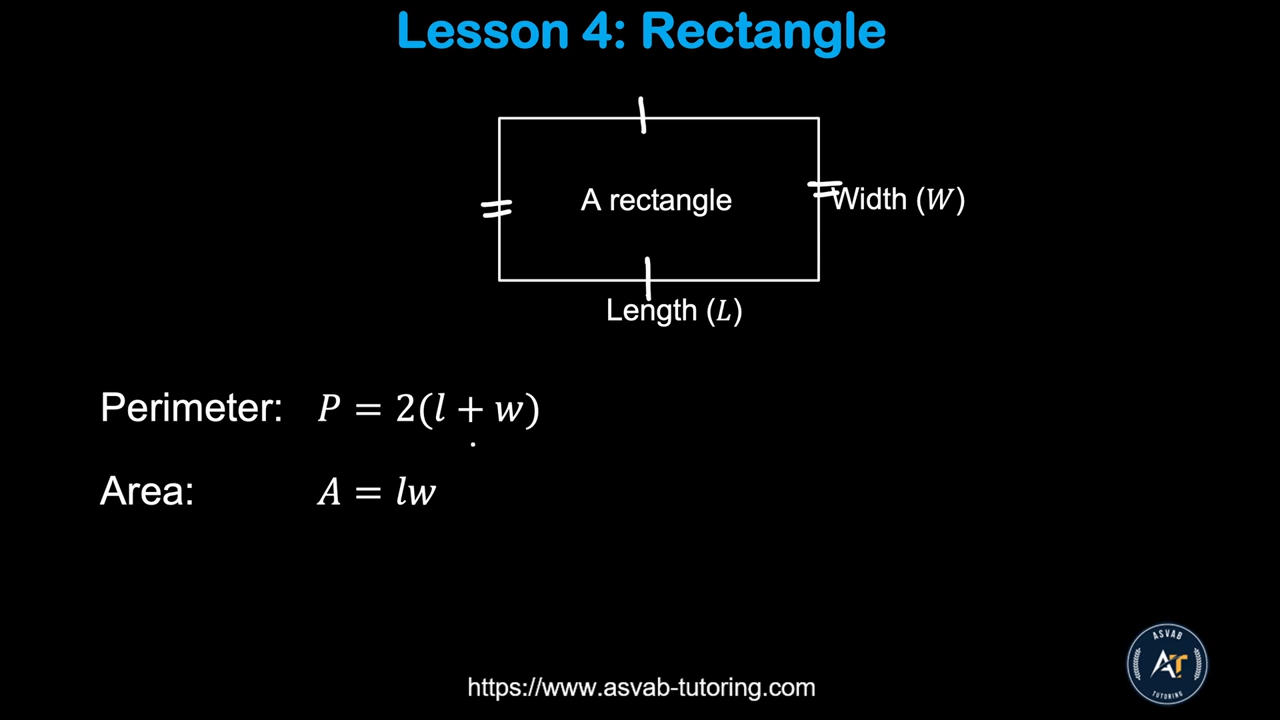 Lesson 4: Rectangle
A rectangle
Width (W)
Length (L)
Perimeter: P = 2(l + w)
Area: A = lw
https://www.asvab-tutoring.com
ASVAB
AT
TUTORING